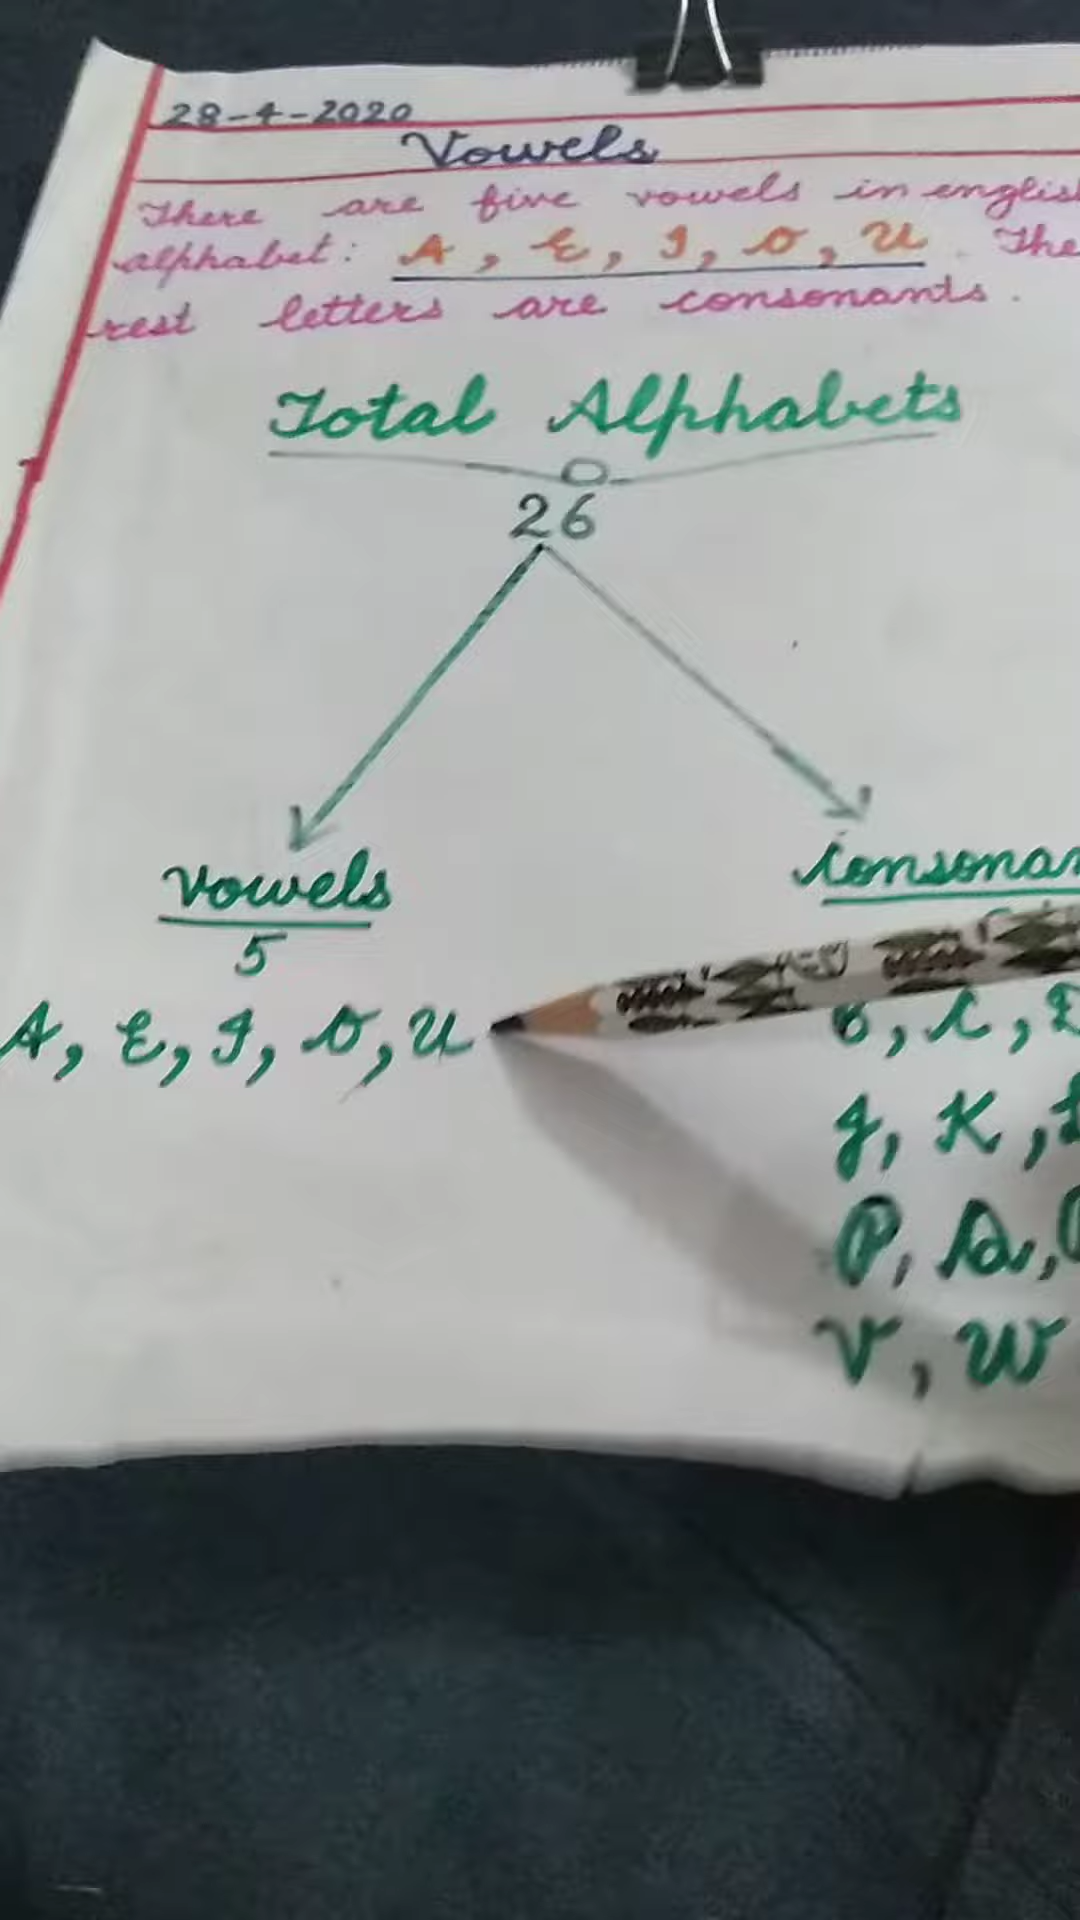 28-4-2020
Vowels
There are five vowels in english
alphabet: A, E, I, O, U. The
rest letters are consonants.
Total Alphabets
26
Vowels
5
A, E, I, O, U
B, C, D
J, K, L
P, Q,
V, W